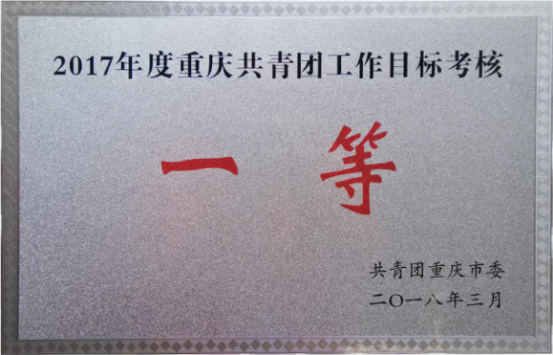 2017年度重庆共青团工作目标考核
一等
共青团重庆市委
二〇一八年三月